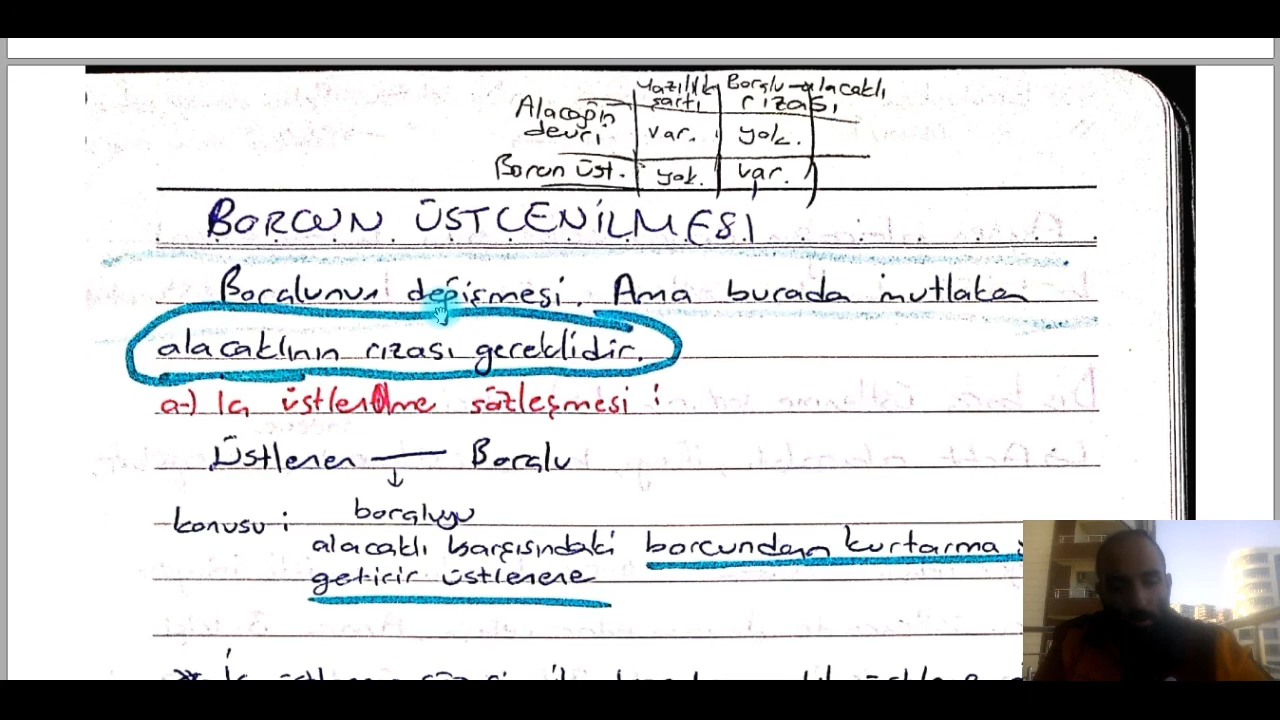 Yazılılık şartı Borçlu-alacaklı rızası
Alacağın devri var. yok.
Borcun üst. yok. var.
BORCUN ÜSTLENİLMESİ
Borçlunun değişmesi. Ama burada mutlaka
alacaklının rızası gereklidir.
a-) İç üstlenme sözleşmesi :
Üstlenen — Borçlu
↓
konusu : borçluyu
alacaklı karşısındaki borcundan kurtarma
getirir üstlenene